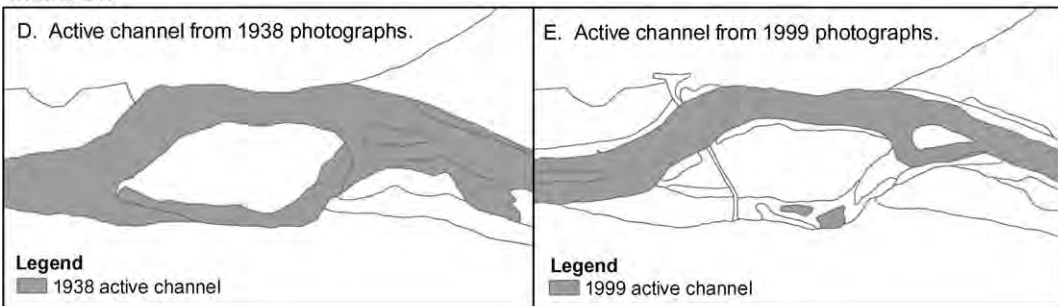 D. Active channel from 1938 photographs.
Legend
1938 active channel
E. Active channel from 1999 photographs.
Legend
1999 active channel